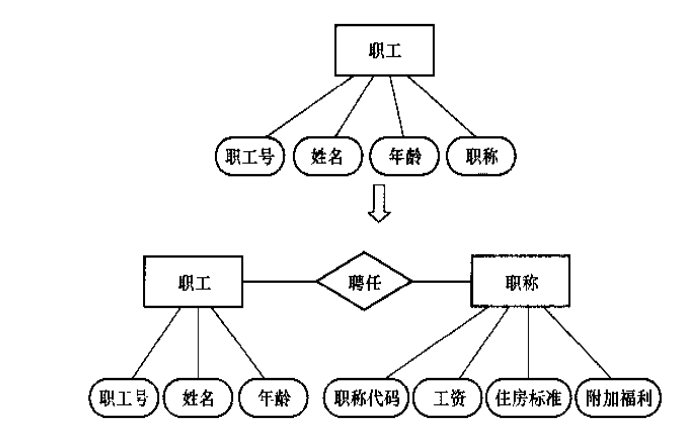 职工
职工号 姓名 年龄 职称
职工 聘任 职称
职工号 姓名 年龄 职称代码 工资 住房标准 附加福利